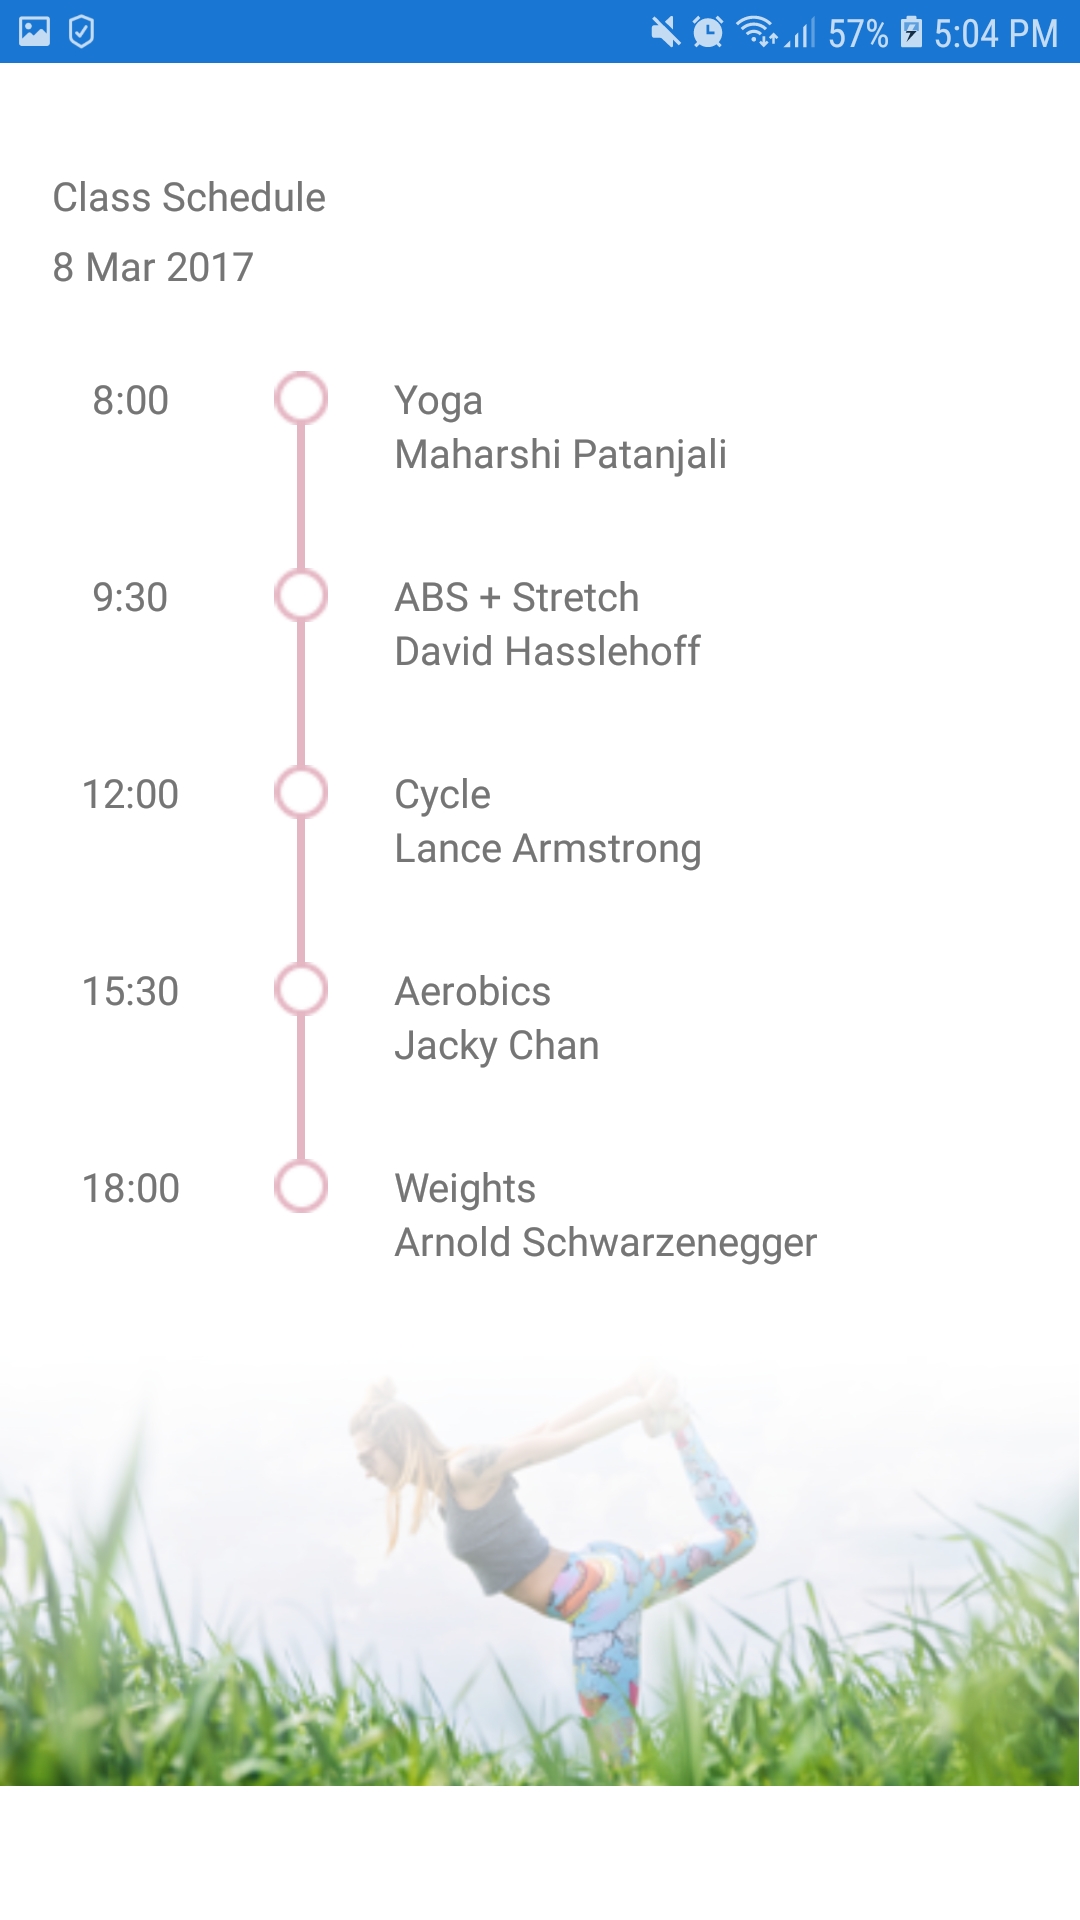 57% 5:04 PM
Class Schedule
8 Mar 2017
8:00 Yoga
Maharshi Patanjali
9:30 ABS + Stretch
David Hasslehoff
12:00 Cycle
Lance Armstrong
15:30 Aerobics
Jacky Chan
18:00 Weights
Arnold Schwarzenegger